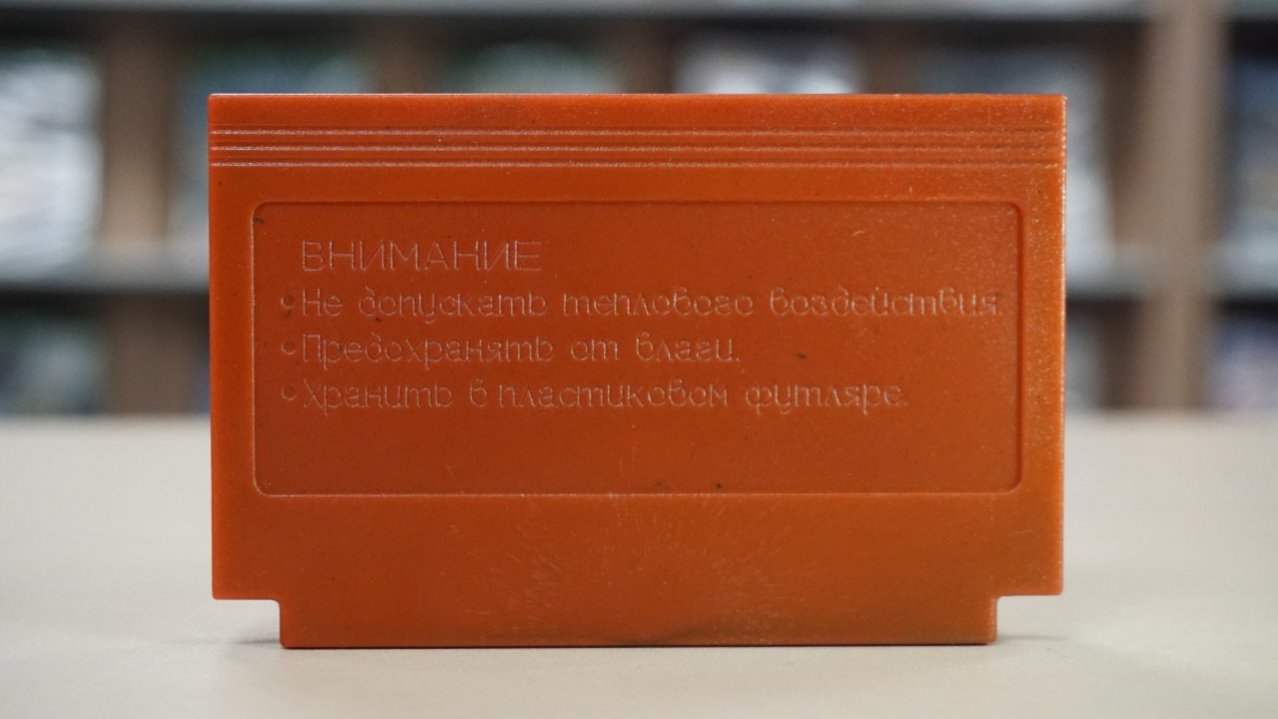 ВНИМАНИЕ
• Не допускать теплового воздействия.
• Предохранять от влаги.
• Хранить в пластиковом футляре.